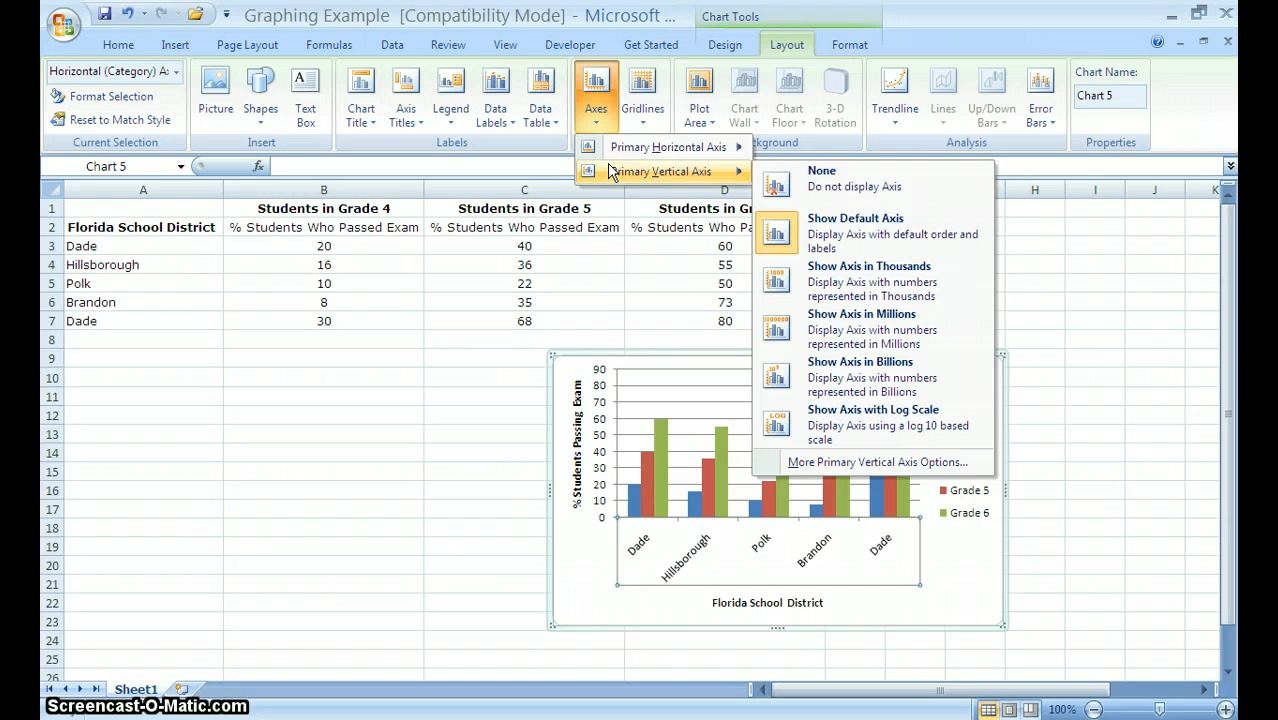 Graphing Example [Compatibility Mode] - Microsoft ...
Chart Tools
Home Insert Page Layout Formulas Data Review View Developer Get Started Design Layout Format
Horizontal (Category) A:
Format Selection
Reset to Match Style
Current Selection
Picture
Shapes
Text
Box
Insert
Chart
Title
Axis
Titles
Legend
Data
Labels
Data
Table
Labels
Axes
Gridlines
Plot
Area
Chart
Wall
Chart
Floor
3-D
Rotation
Trendline
Lines
Up/Down
Bars
Error
Bars
Analysis
Chart Name:
Chart 5
Properties
Primary Horizontal Axis
Primary Vertical Axis
None
Do not display Axis
Show Default Axis
Display Axis with default order and
labels
Show Axis in Thousands
Display Axis with numbers
represented in Thousands
Show Axis in Millions
Display Axis with numbers
represented in Millions
Show Axis in Billions
Display Axis with numbers
represented in Billions
Show Axis with Log Scale
Display Axis using a log 10 based
scale
More Primary Vertical Axis Options...
Chart 5
fx
A B C D H I J K
1 Students in Grade 4 Students in Grade 5 Students in
2 Florida School District % Students Who Passed Exam % Students Who Passed Exam % Students Who
3 Dade 20 40 60
4 Hillsborough 16 36 55
5 Polk 10 22 50
6 Brandon 8 35 73
7 Dade 30 68 80
8
9
10
11
12
13
14
15
16
17
18
19
20
21
22
23
24
25
26
% Students Passing Exam
90
80
70
60
50
40
30
20
10
0
Dade Hillsborough Polk Brandon Dade
Florida School District
Grade 5
Grade 6
Sheet1
100%
Screencast-O-Matic.com